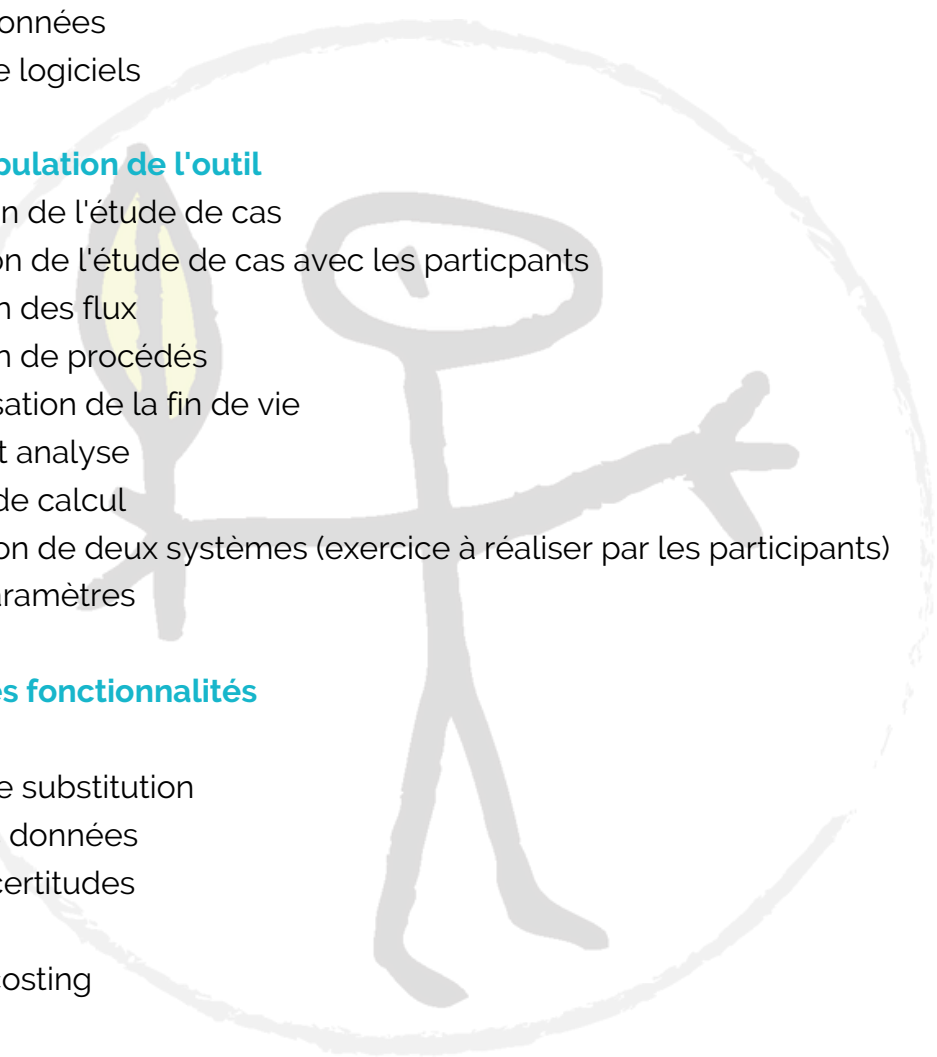 onnées
e logiciels
pulation de l'outil
n de l'étude de cas
on de l'étude de cas avec les particpants
n des flux
n de procédés
sation de la fin de vie
t analyse
de calcul
on de deux systèmes (exercice à réaliser par les participants)
aramètres
es fonctionnalités
e substitution
données
certitudes
costing